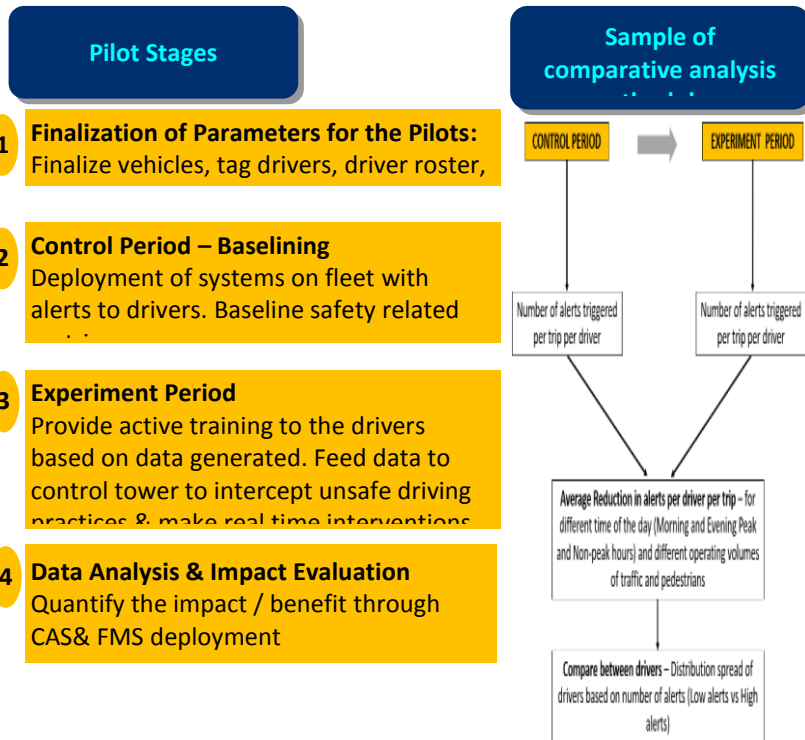 Pilot Stages
1
Finalization of Parameters for the Pilots:
Finalize vehicles, tag drivers, driver roster,
2
Control Period – Baselining
Deployment of systems on fleet with
alerts to drivers. Baseline safety related
3
Experiment Period
Provide active training to the drivers
based on data generated. Feed data to
control tower to intercept unsafe driving
practices & make real time interventions
4
Data Analysis & Impact Evaluation
Quantify the impact / benefit through
CAS& FMS deployment
Sample of
comparative analysis
CONTROL PERIOD
EXPERIMENT PERIOD
Number of alerts triggered
per trip per driver
Number of alerts triggered
per trip per driver
Average Reduction in alerts per driver per trip – for
different time of the day (Morning and Evening Peak
and Non-peak hours) and different operating volumes
of traffic and pedestrians
Compare between drivers – Distribution spread of
drivers based on number of alerts (Low alerts vs High
alerts)